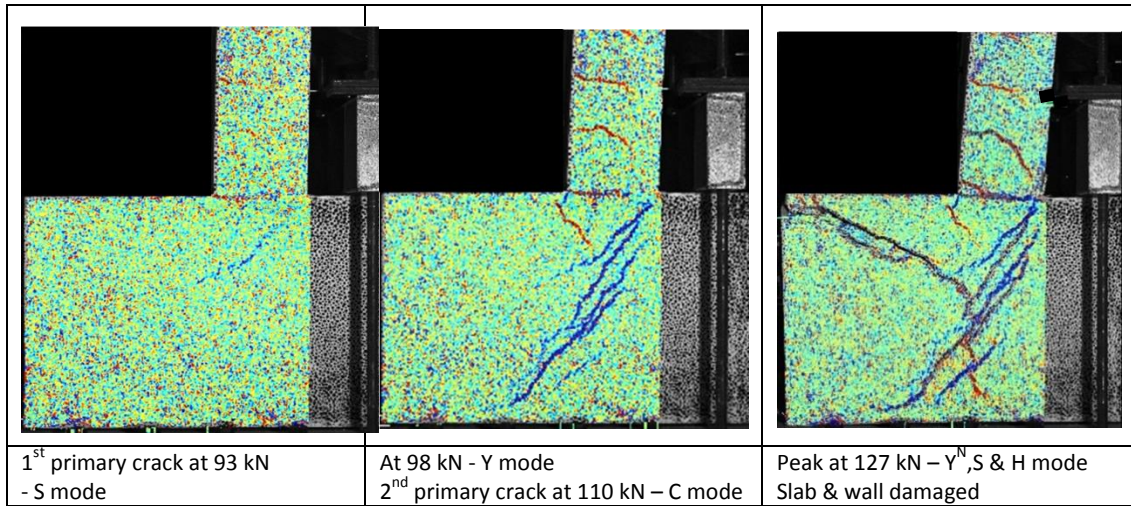 1st primary crack at 93 kN
- S mode
At 98 kN - Y mode
2nd primary crack at 110 kN – C mode
Peak at 127 kN – Y^N,S & H mode
Slab & wall damaged